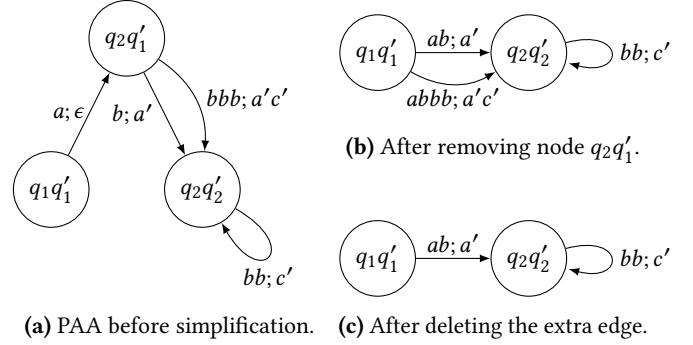 q₂q₁′
a; ϵ
b; a′
bbb; a′c′
q₁q₁′
q₂q₂′
bb; c′
(a) PAA before simplification.
q₁q₁′
ab; a′
q₂q₂′
bb; c′
abbb; a′c′
(b) After removing node q₂q₁′.
q₁q₁′
ab; a′
q₂q₂′
bb; c′
(c) After deleting the extra edge.